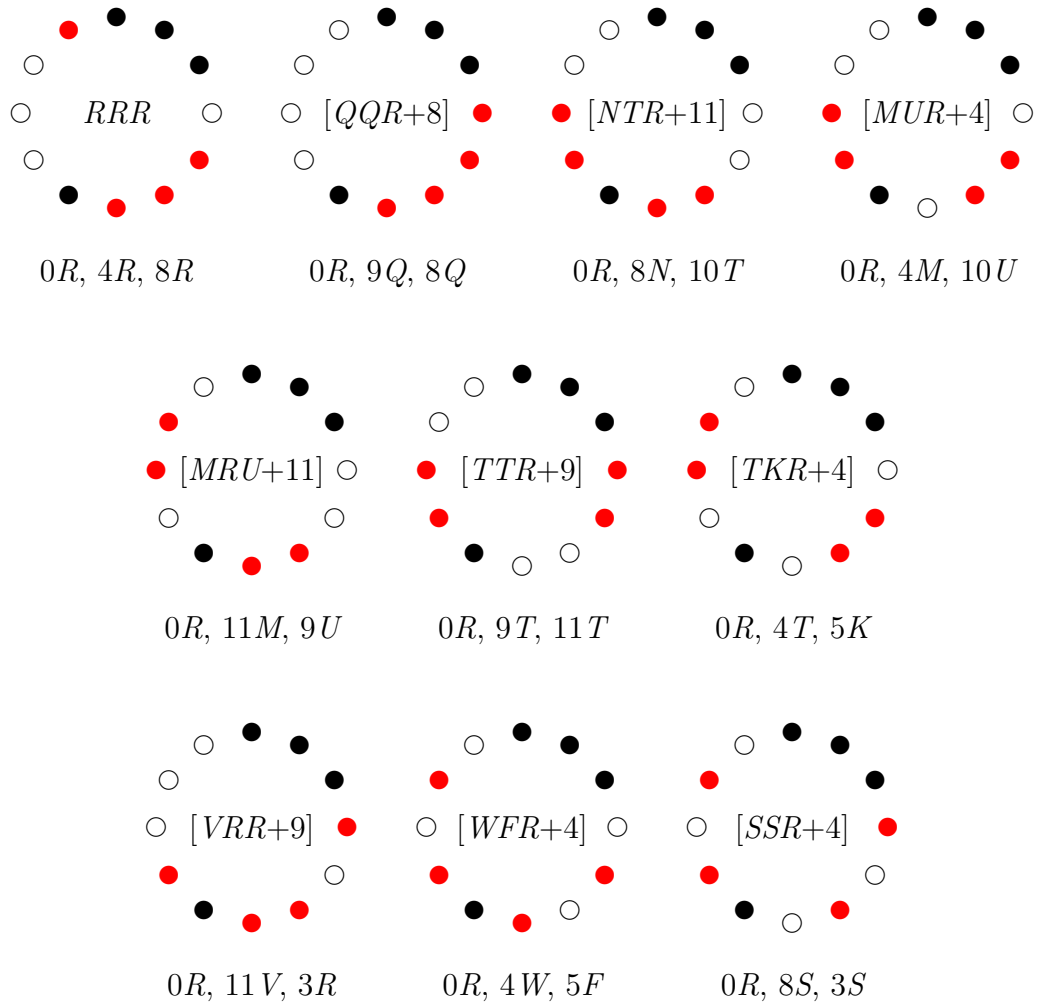 RRR [QQR+8] [NTR+11] [MUR+4]
0R, 4R, 8R 0R, 9Q, 8Q 0R, 8N, 10T 0R, 4M, 10U
[MRU+11] [TTR+9] [TKR+4]
0R, 11M, 9U 0R, 9T, 11T 0R, 4T, 5K
[VRR+9] [WFR+4] [SSR+4]
0R, 11V, 3R 0R, 4W, 5F 0R, 8S, 3S